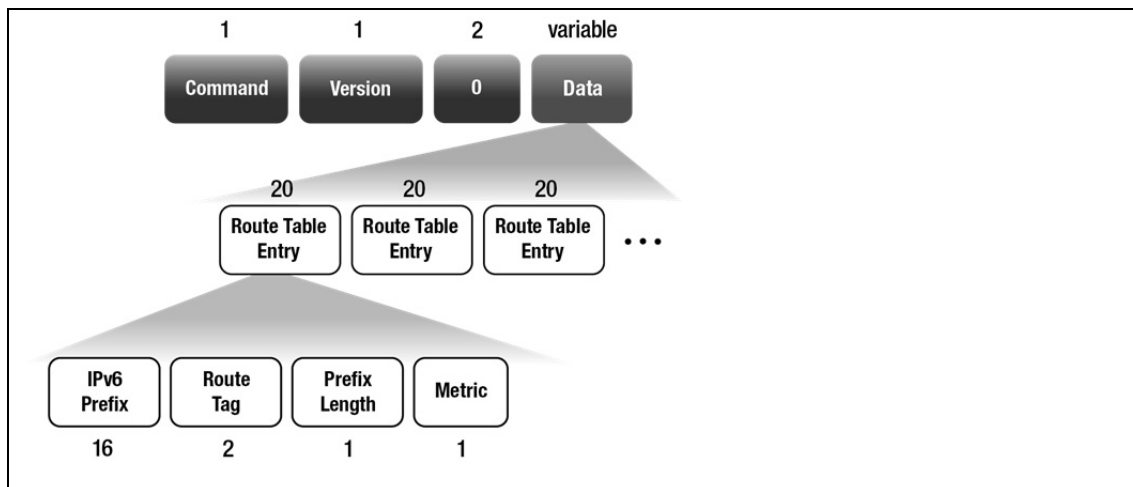 1 1 2 variable
Command Version 0 Data
20 20 20
Route Table Route Table Route Table
Entry Entry Entry
...
IPv6 Route Prefix Metric
Prefix Tag Length
16 2 1 1